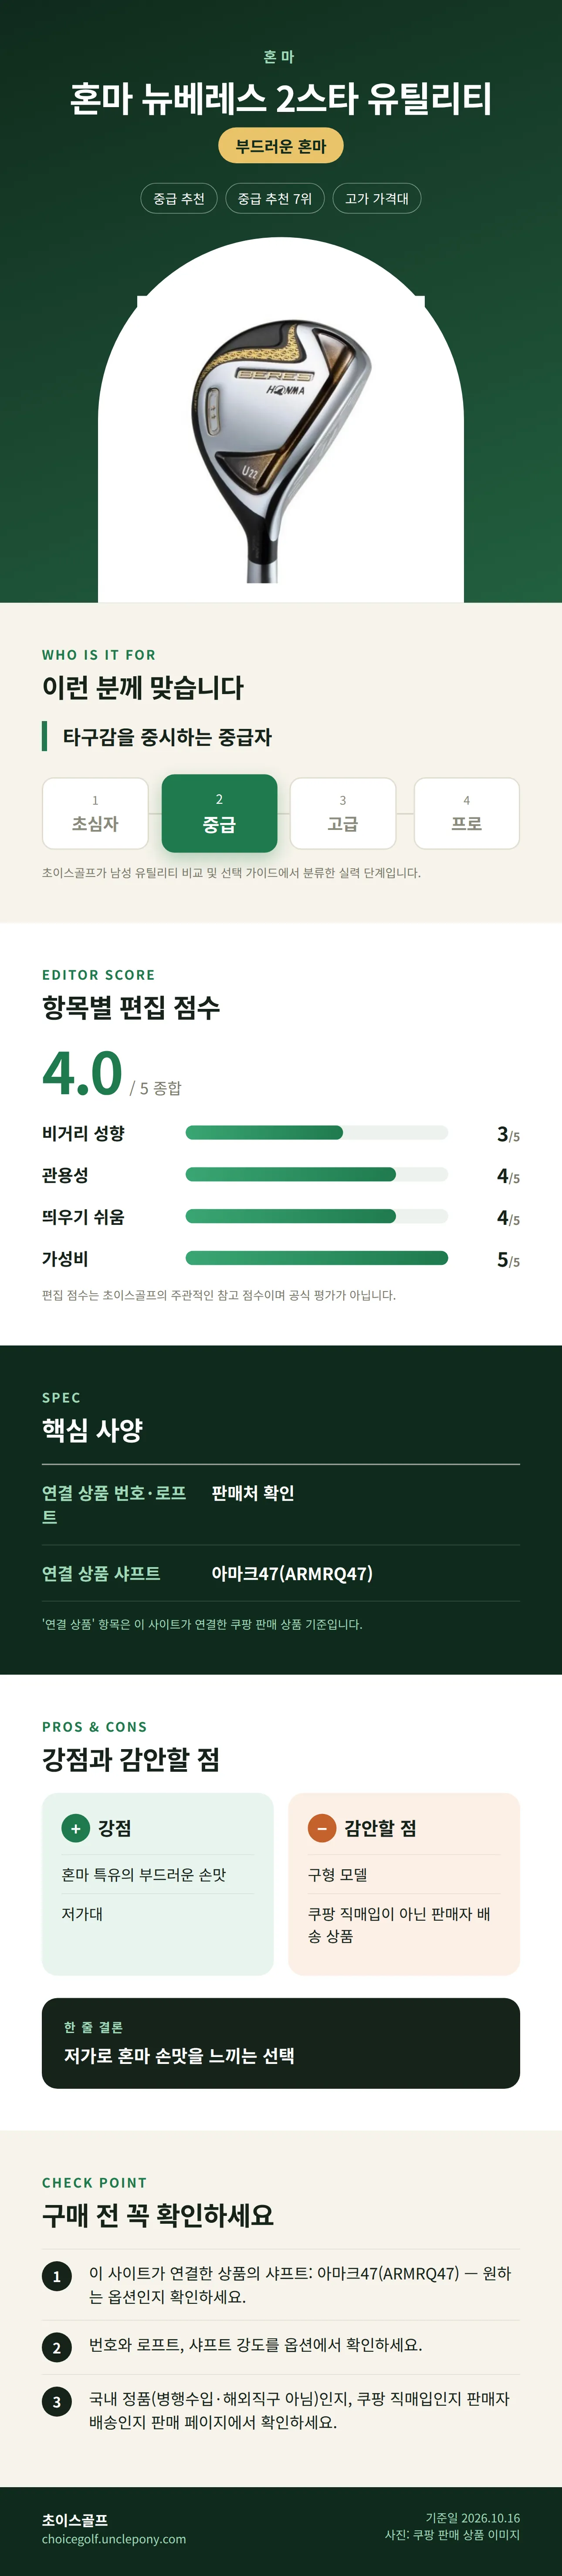 혼마
혼마 뉴베레스 2스타 유틸리티
부드러운 혼마
중급 추천
중급 추천 7위
고가 가격대
BERES
HONMA
U22
WHO IS IT FOR
이런 분께 맞습니다
타구감을 중시하는 중급자
1
초심자
2
중급
3
고급
4
프로
초이스골프가 남성 유틸리티 비교 및 선택 가이드에서 분류한 실력 단계입니다.
EDITOR SCORE
항목별 편집 점수
4.0 / 5 종합
비거리 성향 3/5
관용성 4/5
띄우기 쉬움 4/5
가성비 5/5
편집 점수는 초이스골프의 주관적인 참고 점수이며 공식 평가가 아닙니다.
SPEC
핵심 사양
연결 상품 번호·로프
트
판매처 확인
연결 상품 샤프트 아마크47(ARMRQ47)
'연결 상품' 항목은 이 사이트가 연결한 쿠팡 판매 상품 기준입니다.
PROS & CONS
강점과 감안할 점
+ 강점
혼마 특유의 부드러운 손맛
저가대
− 감안할 점
구형 모델
쿠팡 직매입이 아닌 판매자 배
송 상품
한 줄 결론
저가로 혼마 손맛을 느끼는 선택
CHECK POINT
구매 전 꼭 확인하세요
1 이 사이트가 연결한 상품의 샤프트: 아마크47(ARMRQ47) — 원하
는 옵션인지 확인하세요.
2 번호와 로프트, 샤프트 강도를 옵션에서 확인하세요.
3 국내 정품(병행수입·해외직구 아님)인지, 쿠팡 직매입인지 판매자
배송인지 판매 페이지에서 확인하세요.
초이스골프
choicegolf.unclepony.com
기준일 2026.10.16
사진: 쿠팡 판매 상품 이미지